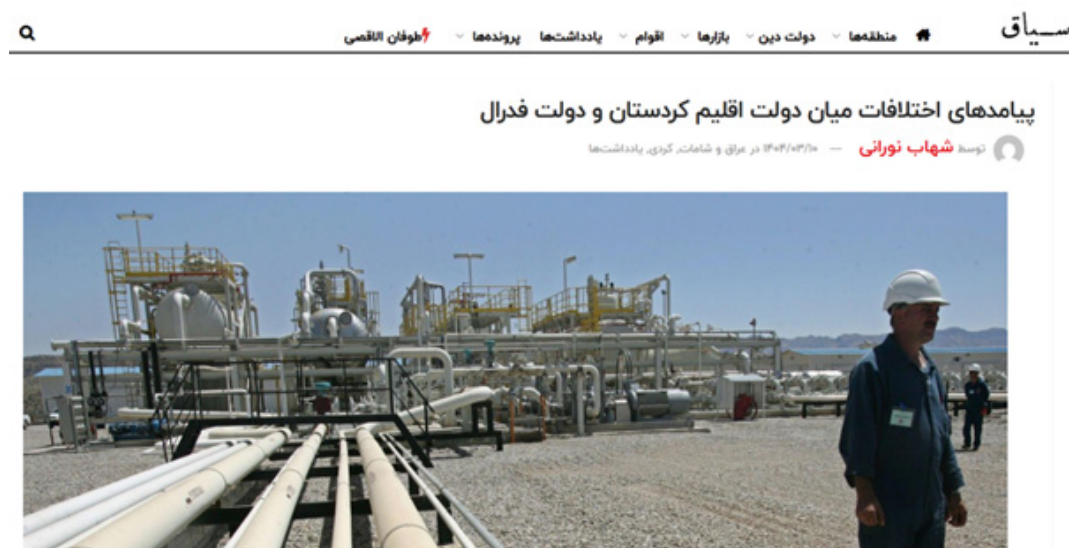 سیاق
منطقه‌ها دولت دین بازارها اقوام یادداشت‌ها پرونده‌ها طوفان الاقصی
پیامدهای اختلافات میان دولت اقلیم کردستان و دولت فدرال
توسط شهاب نورانی — ۱۴۰۴/۰۳/۱۰ در عراق و شامات, کردی, یادداشت‌ها